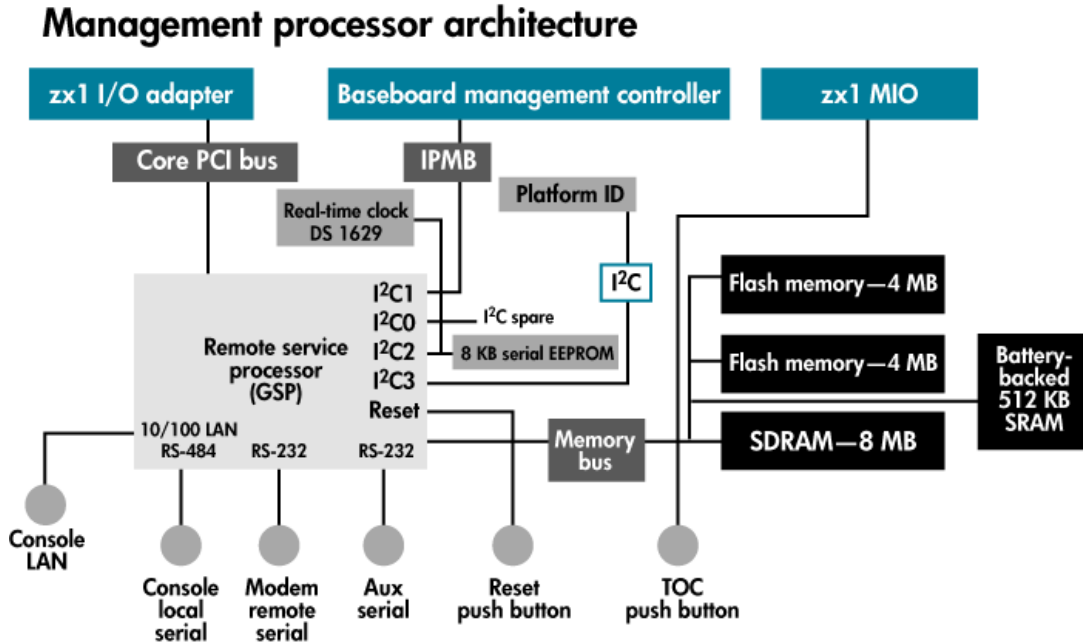 Management processor architecture
zx1 I/O adapter
Baseboard management controller
zx1 MIO
Core PCI bus
IPMB
Platform ID
Real-time clock
DS 1629
I²C
I²C1
I²C0
I²C spare
I²C2
8 KB serial EEPROM
I²C3
Reset
Remote service
processor
(GSP)
10/100 LAN
RS-484
RS-232
RS-232
Memory
bus
Flash memory—4 MB
Flash memory—4 MB
SDRAM—8 MB
Battery-
backed
512 KB
SRAM
Console
LAN
Console
local
serial
Modem
remote
serial
Aux
serial
Reset
push button
TOC
push button